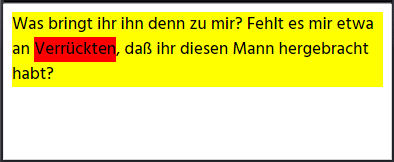 Was bringt ihr ihn denn zu mir? Fehlt es mir etwa
an Verrückten, daß ihr diesen Mann hergebracht
habt?